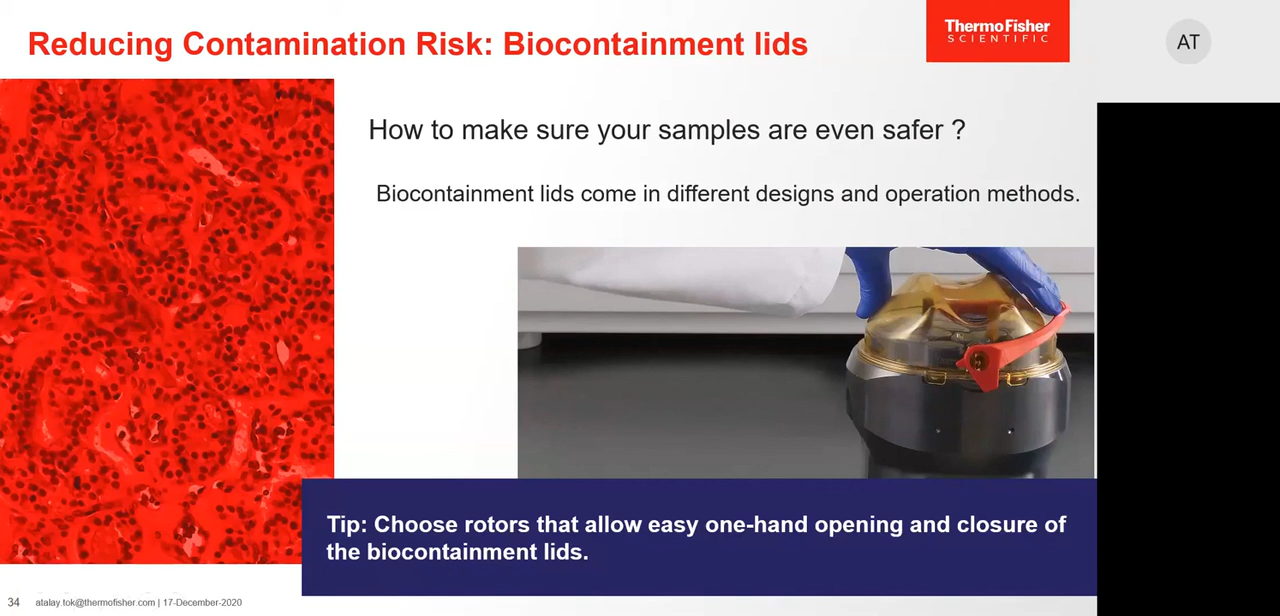 Reducing Contamination Risk: Biocontainment lids
ThermoFisher
SCIENTIFIC
AT
How to make sure your samples are even safer ?
Biocontainment lids come in different designs and operation methods.
Tip: Choose rotors that allow easy one-hand opening and closure of
the biocontainment lids.
34 atalay.tok@thermofisher.com | 17-December-2020